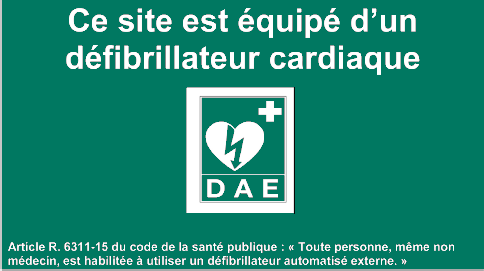 Ce site est équipé d’un
défibrillateur cardiaque
DAE
Article R. 6311-15 du code de la santé publique : « Toute personne, même non
médecin, est habilitée à utiliser un défibrillateur automatisé externe. »